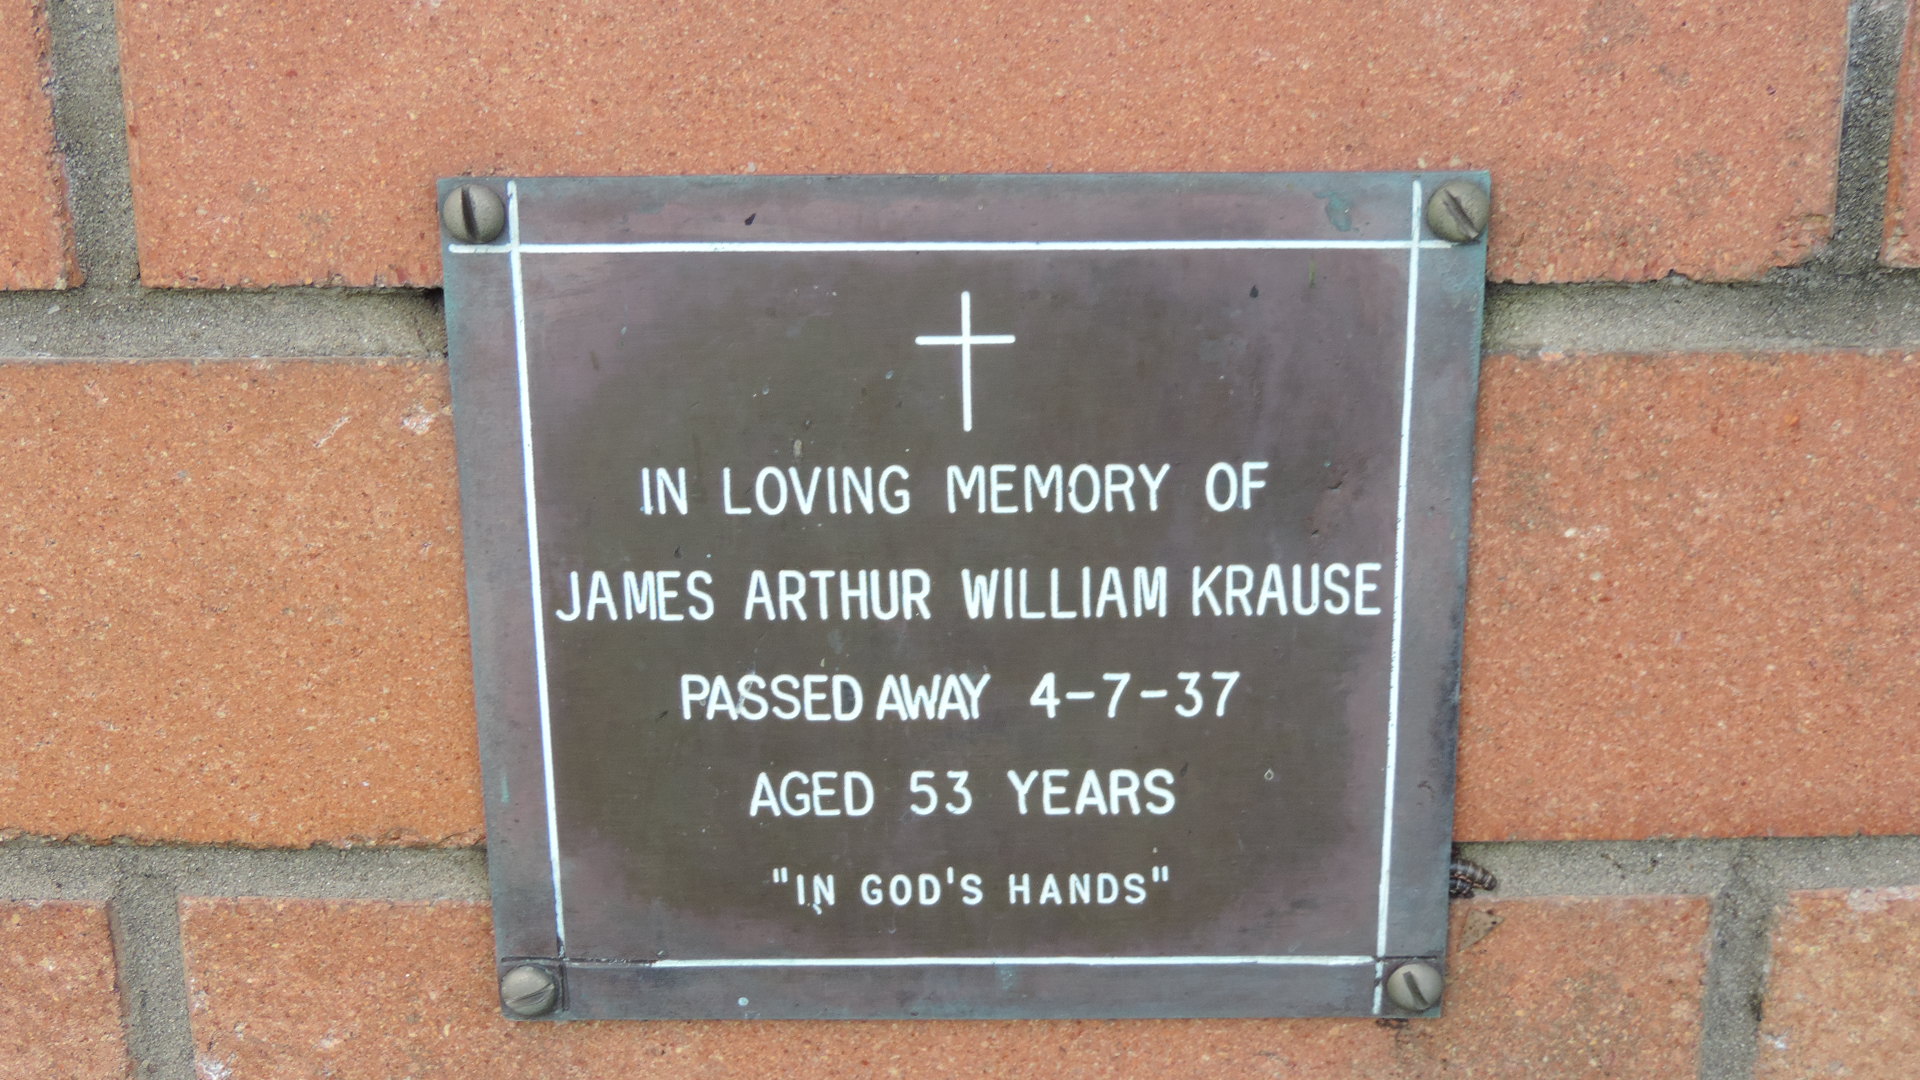 IN LOVING MEMORY OF
JAMES ARTHUR WILLIAM KRAUSE
PASSED AWAY 4-7-37
AGED 53 YEARS
"IN GOD'S HANDS"